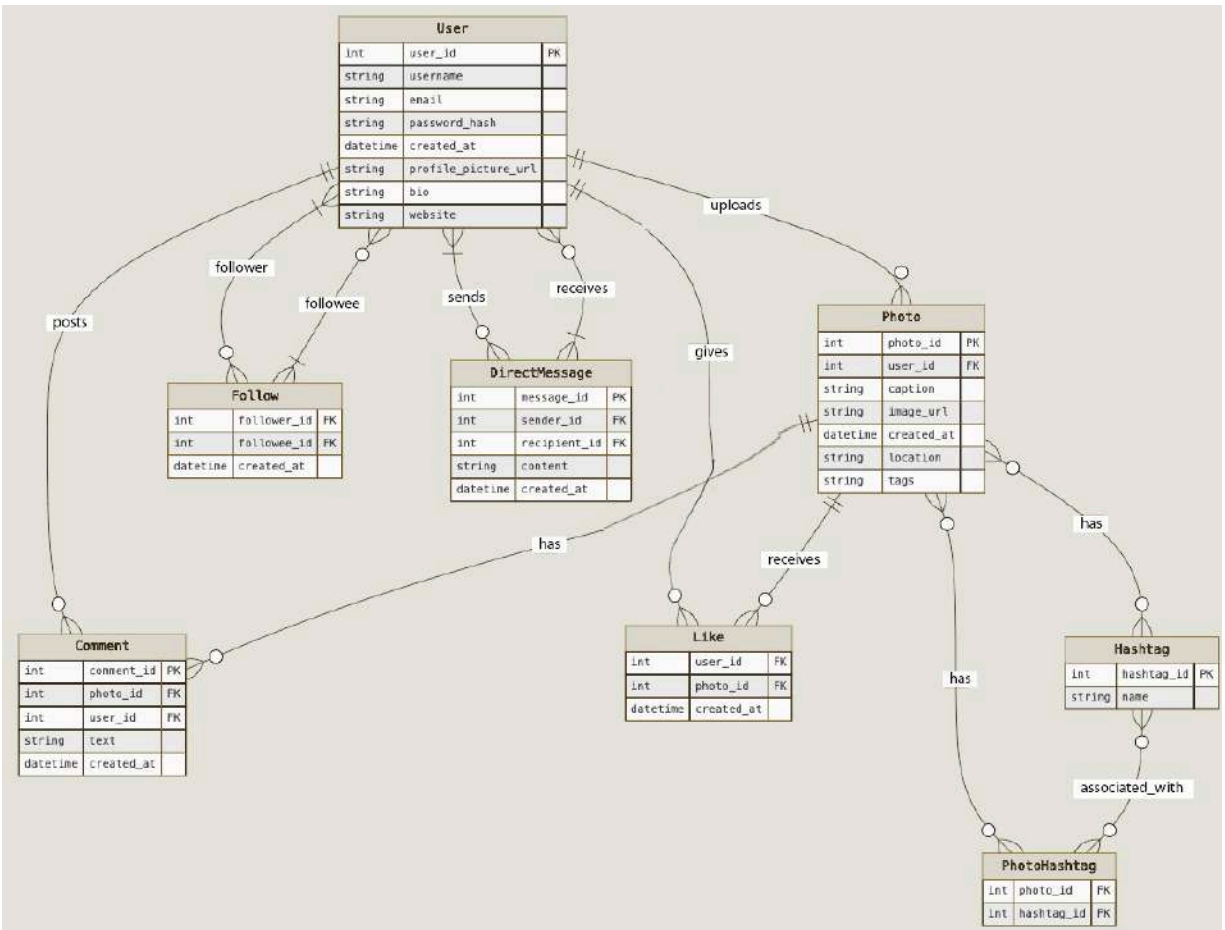 User
int user_id PK
string username
string email
string password_hash
datetime created_at
string profile_picture_url
string bio
string website
uploads
follower
followee
sends
receives
posts
gives
Photo
int photo_id PK
int user_id FK
string caption
string image_url
datetime created_at
string location
string tags
Follow
int follower_id FK
int followee_id FK
datetime created_at
DirectMessage
int message_id PK
int sender_id FK
int recipient_id FK
string content
datetime created_at
has
has
receives
Comment
int comment_id PK
int photo_id FK
int user_id FK
string text
datetime created_at
Like
int user_id FK
int photo_id FK
datetime created_at
has
Hashtag
int hashtag_id PK
string name
associated_with
PhotoHashtag
int photo_id FK
int hashtag_id FK